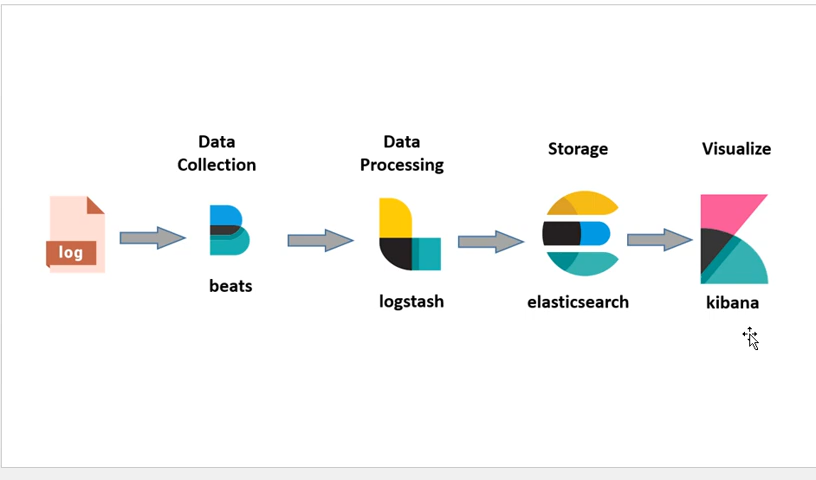 Data
Collection
Data
Processing
Storage
Visualize
log
beats
logstash
elasticsearch
kibana